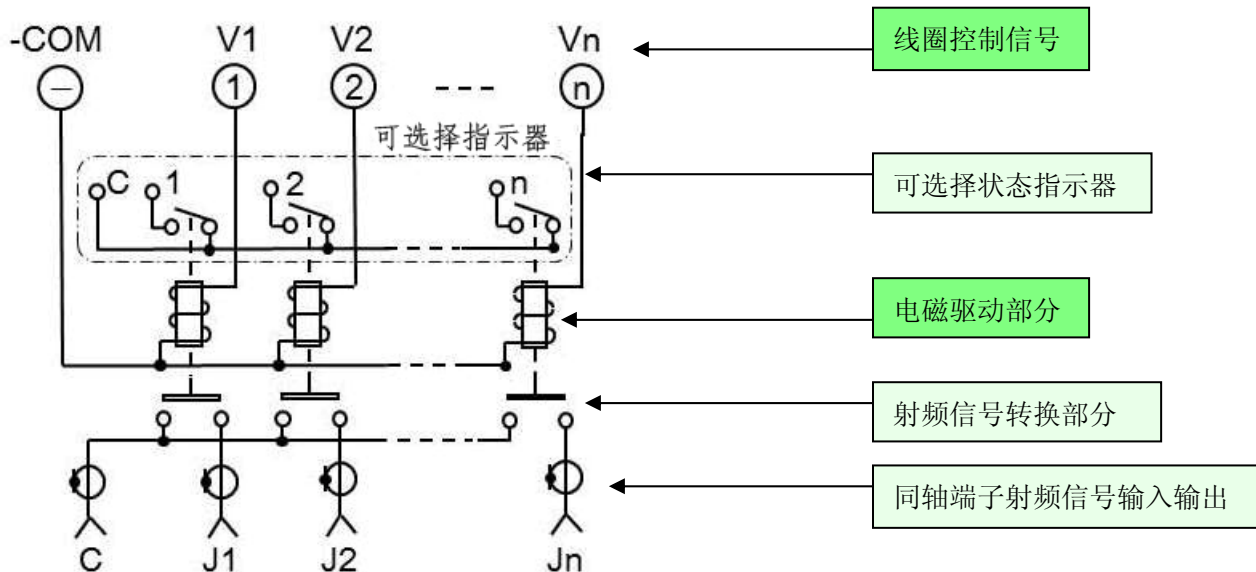 -COM V1 V2 Vn 线圈控制信号
− 1 2 n
可选择指示器
C 1 2 n 可选择状态指示器
电磁驱动部分
射频信号转换部分
同轴端子射频信号输入输出
C J1 J2 Jn